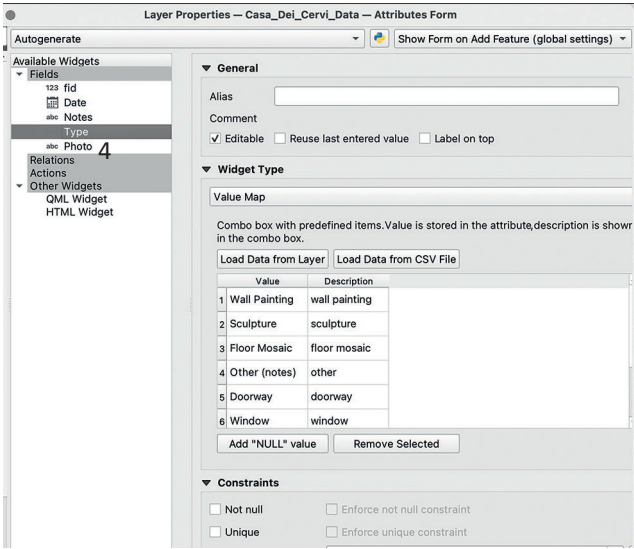 Layer Properties — Casa_Dei_Cervi_Data — Attributes Form
Autogenerate
Show Form on Add Feature (global settings)
Available Widgets
Fields
123 fid
Date
abc Notes
Type
abc Photo 4
Relations
Actions
Other Widgets
QML Widget
HTML Widget
General
Alias
Comment
Editable Reuse last entered value Label on top
Widget Type
Value Map
Combo box with predefined items.Value is stored in the attribute,description is shown
in the combo box.
Load Data from Layer Load Data from CSV File
Value Description
1 Wall Painting wall painting
2 Sculpture sculpture
3 Floor Mosaic floor mosaic
4 Other (notes) other
5 Doorway doorway
6 Window window
Add "NULL" value Remove Selected
Constraints
Not null Enforce not null constraint
Unique Enforce unique constraint